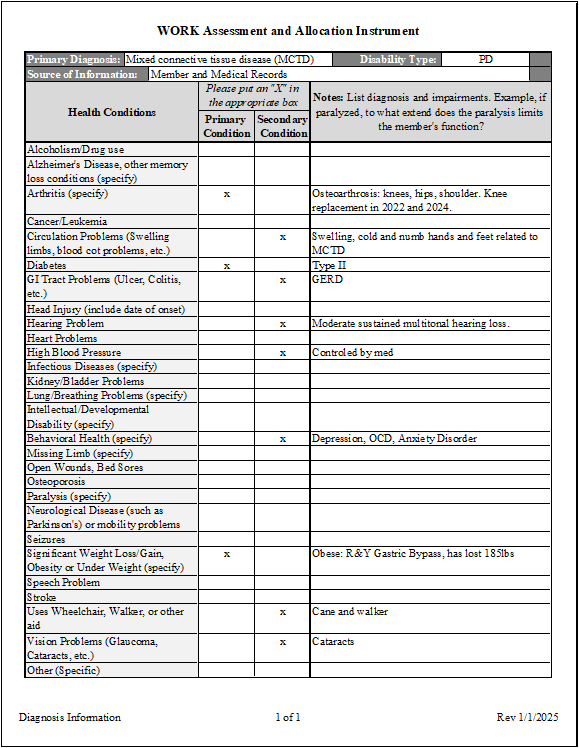 WORK Assessment and Allocation Instrument
Primary Diagnosis: Mixed connective tissue disease (MCTD) Disability Type: PD
Source of Information: Member and Medical Records
Health Conditions
Please put an "X" in
the appropriate box
Primary
Condition
Secondary
Condition
Notes: List diagnosis and impairments. Example, if
paralyzed, to what extend does the paralysis limits
the member's function?
Alcoholism/Drug use
Alzheimer's Disease, other memory
loss conditions (specify)
Arthritis (specify) x Osteoarthrosis: knees, hips, shoulder. Knee
replacement in 2022 and 2024.
Cancer/Leukemia
Circulation Problems (Swelling x Swelling, cold and numb hands and feet related to
limbs, blood cot problems, etc.) MCTD
Diabetes x Type II
GI Tract Problems (Ulcer, Colitis, x GERD
etc.)
Head Injury (include date of onset)
Hearing Problem x Moderate sustained multitonal hearing loss.
Heart Problems
High Blood Pressure x Controled by med
Infectious Diseases (specify)
Kidney/Bladder Problems
Lung/Breathing Problems (specify)
Intellectual/Developmental
Disability (specify)
Behavioral Health (specify) x Depression, OCD, Anxiety Disorder
Missing Limb (specify)
Open Wounds, Bed Sores
Osteoporosis
Paralysis (specify)
Neurological Disease (such as
Parkinson's) or mobility problems
Seizures
Significant Weight Loss/Gain, x Obese: R&Y Gastric Bypass, has lost 185lbs
Obesity or Under Weight (specify)
Speech Problem
Stroke
Uses Wheelchair, Walker, or other x Cane and walker
aid
Vision Problems (Glaucoma, x Cataracts
Cataracts, etc.)
Other (Specific)
Diagnosis Information 1 of 1 Rev 1/1/2025